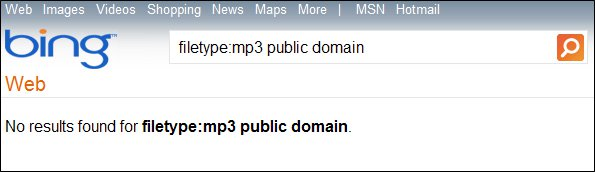 Web Images Videos Shopping News Maps More | MSN Hotmail
bing™ filetype:mp3 public domain
Web
No results found for filetype:mp3 public domain.